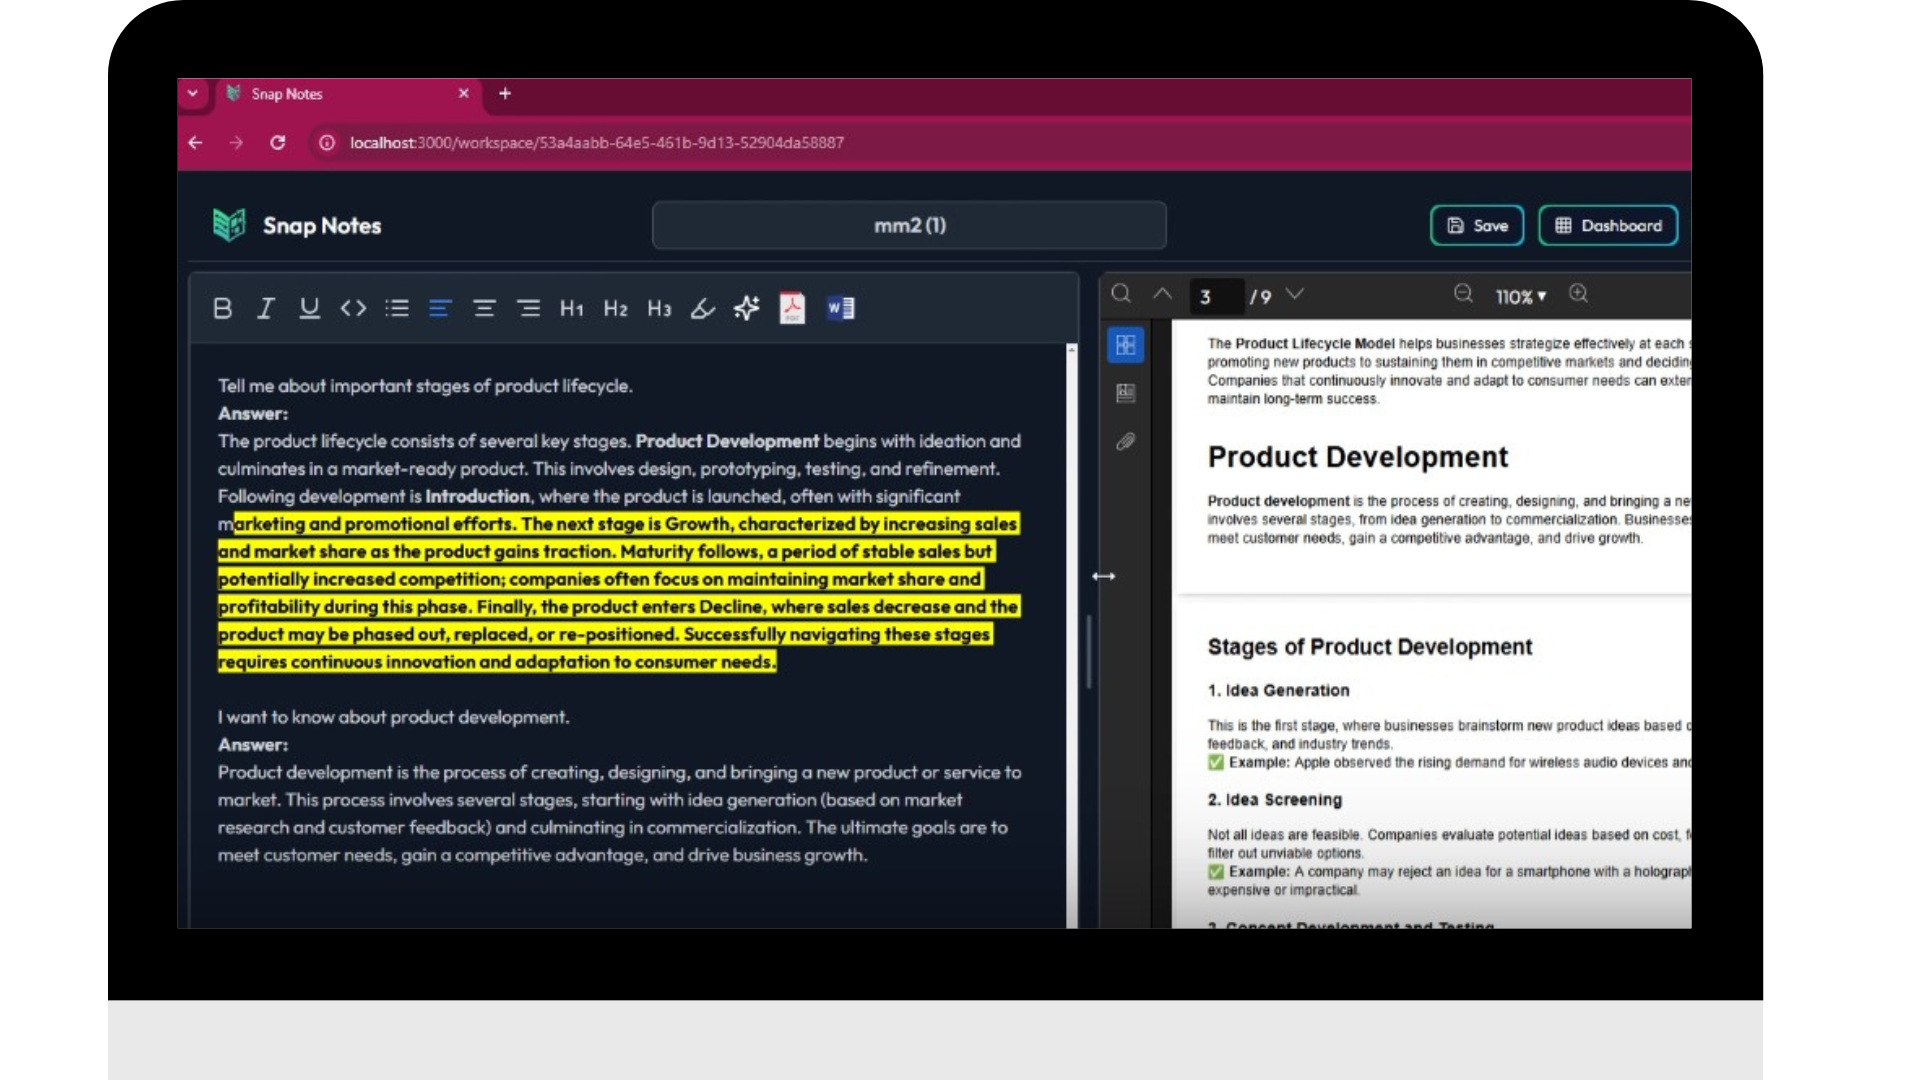 Snap Notes
localhost:3000/workspace/53a4aabb-64e5-461b-9d13-52904da58887
Snap Notes
mm2 (1)
Save
Dashboard
B I U <> H1 H2 H3
PDF
W
Tell me about important stages of product lifecycle.
Answer:
The product lifecycle consists of several key stages. Product Development begins with ideation and
culminates in a market-ready product. This involves design, prototyping, testing, and refinement.
Following development is Introduction, where the product is launched, often with significant
marketing and promotional efforts. The next stage is Growth, characterized by increasing sales
and market share as the product gains traction. Maturity follows, a period of stable sales but
potentially increased competition; companies often focus on maintaining market share and
profitability during this phase. Finally, the product enters Decline, where sales decrease and the
product may be phased out, replaced, or re-positioned. Successfully navigating these stages
requires continuous innovation and adaptation to consumer needs.
I want to know about product development.
Answer:
Product development is the process of creating, designing, and bringing a new product or service to
market. This process involves several stages, starting with idea generation (based on market
research and customer feedback) and culminating in commercialization. The ultimate goals are to
meet customer needs, gain a competitive advantage, and drive business growth.
3 / 9
110%
The Product Lifecycle Model helps businesses strategize effectively at each
promoting new products to sustaining them in competitive markets and
Companies that continuously innovate and adapt to consumer needs can
maintain long-term success.
Product Development
Product development is the process of creating, designing, and bringing a
involves several stages, from idea generation to commercialization.
meet customer needs, gain a competitive advantage, and drive growth.
Stages of Product Development
1. Idea Generation
This is the first stage, where businesses brainstorm new product ideas based
feedback, and industry trends.
✅ Example: Apple observed the rising demand for wireless audio devices
2. Idea Screening
Not all ideas are feasible. Companies evaluate potential ideas based on cost,
filter out unviable options.
✅ Example: A company may reject an idea for a smartphone with a
expensive or impractical.
3. Concept Development and Testing